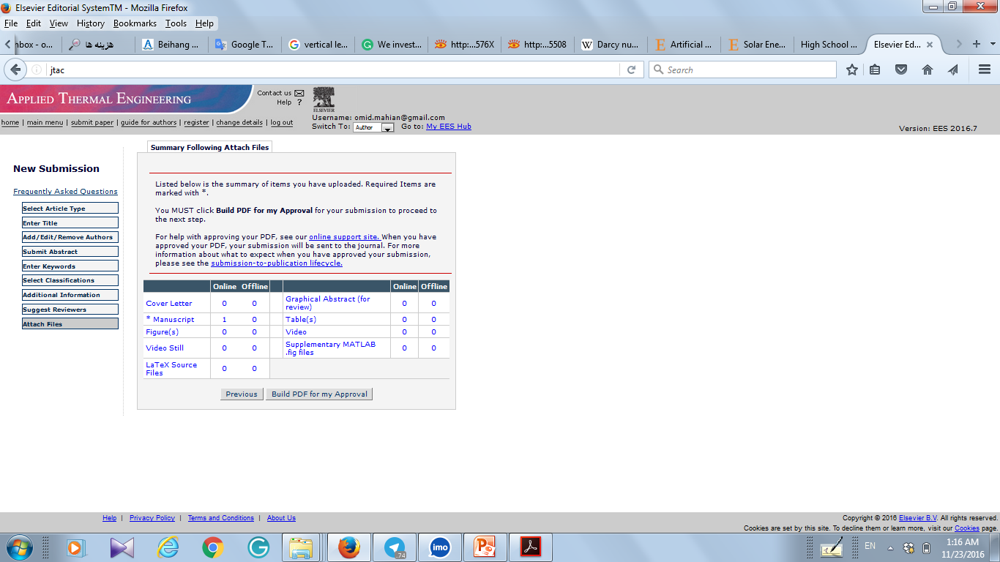 Elsevier Editorial SystemTM - Mozilla Firefox
File Edit View History Bookmarks Tools Help
nbox - o... هزینه ها Beihang ... Google T... vertical le... We invest... http:...576X http:...5508 Darcy nu... Artificial ... Solar Ene... High School ... Elsevier Ed...
jtac Search
APPLIED THERMAL ENGINEERING
Contact us
Help ?
ELSEVIER
home | main menu | submit paper | guide for authors | register | change details | log out
Username: omid.mahian@gmail.com
Switch To: Author Go to: My EES Hub
Version: EES 2016.7
New Submission
Frequently Asked Questions
Select Article Type
Enter Title
Add/Edit/Remove Authors
Submit Abstract
Enter Keywords
Select Classifications
Additional Information
Suggest Reviewers
Attach Files
Summary Following Attach Files
Listed below is the summary of items you have uploaded. Required Items are
marked with *.
You MUST click Build PDF for my Approval for your submission to proceed to
the next step.
For help with approving your PDF, see our online support site. When you have
approved your PDF, your submission will be sent to the journal. For more
information about what to expect when you have approved your submission,
please see the submission-to-publication lifecycle.
Online Offline Online Offline
Cover Letter 0 0 Graphical Abstract (for
review) 0 0
* Manuscript 1 0 Table(s) 0 0
Figure(s) 0 0 Video 0 0
Video Still 0 0 Supplementary MATLAB
.fig files 0 0
LaTeX Source
Files 0 0
Previous Build PDF for my Approval
Help | Privacy Policy | Terms and Conditions | About Us
Copyright © 2016 Elsevier B.V. All rights reserved.
Cookies are set by this site. To decline them or learn more, visit our Cookies page.
74 imo EN
1:16 AM
11/23/2016